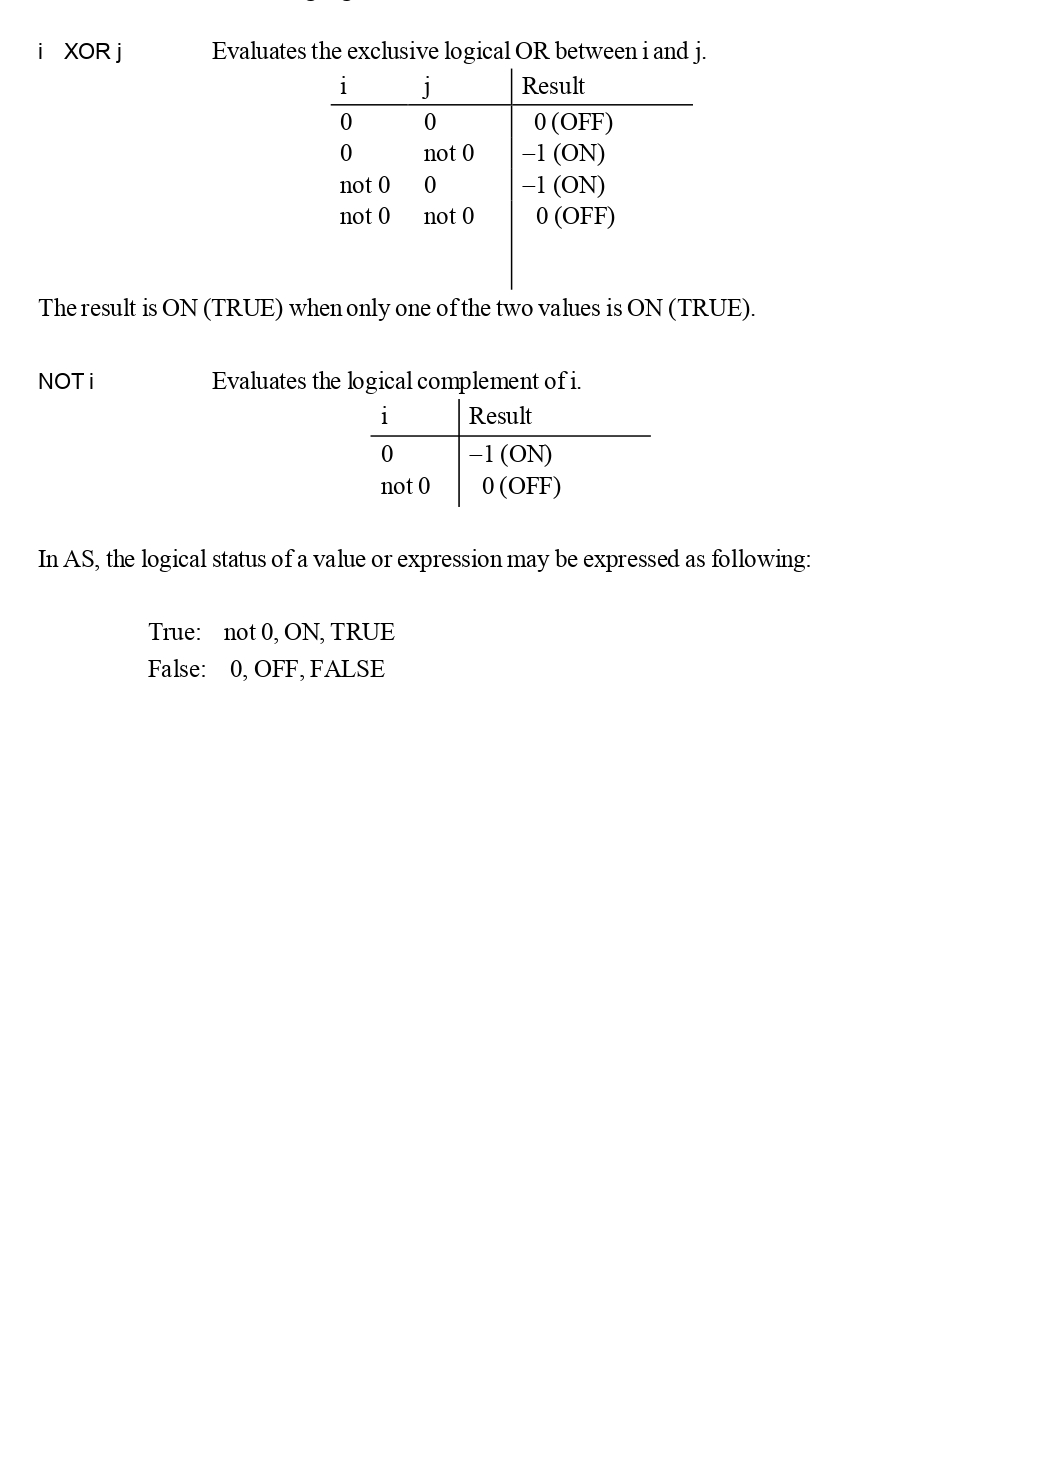 i XOR j Evaluates the exclusive logical OR between i and j.
i j Result
0 0 0 (OFF)
0 not 0 –1 (ON)
not 0 0 –1 (ON)
not 0 not 0 0 (OFF)
The result is ON (TRUE) when only one of the two values is ON (TRUE).
NOT i Evaluates the logical complement of i.
i Result
0 –1 (ON)
not 0 0 (OFF)
In AS, the logical status of a value or expression may be expressed as following:
True: not 0, ON, TRUE
False: 0, OFF, FALSE